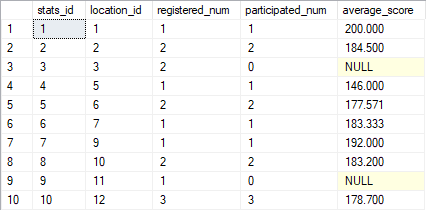 stats_id location_id registered_num participated_num average_score
1 1 1 1 1 200.000
2 2 2 2 2 184.500
3 3 3 2 0 NULL
4 4 5 1 1 146.000
5 5 6 2 2 177.571
6 6 7 1 1 183.333
7 7 9 1 1 192.000
8 8 10 2 2 183.200
9 9 11 1 0 NULL
10 10 12 3 3 178.700